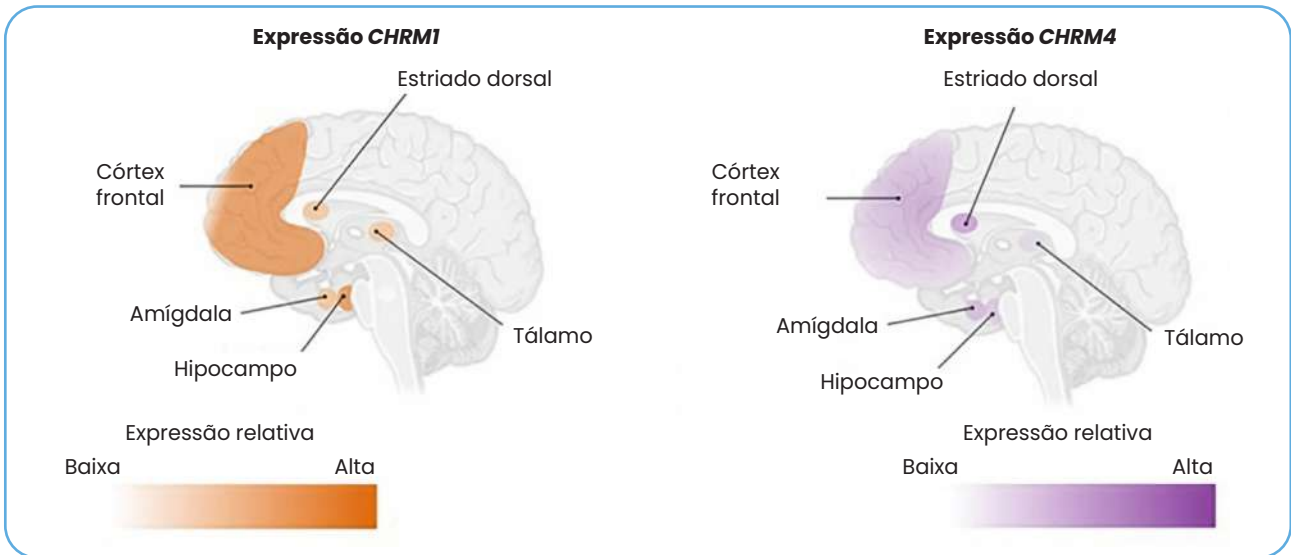 Expressão CHRM1
Estriado dorsal
Córtex
frontal
Amígdala
Hipocampo
Tálamo
Expressão relativa
Baixa
Alta
Expressão CHRM4
Estriado dorsal
Córtex
frontal
Amígdala
Hipocampo
Tálamo
Expressão relativa
Baixa
Alta